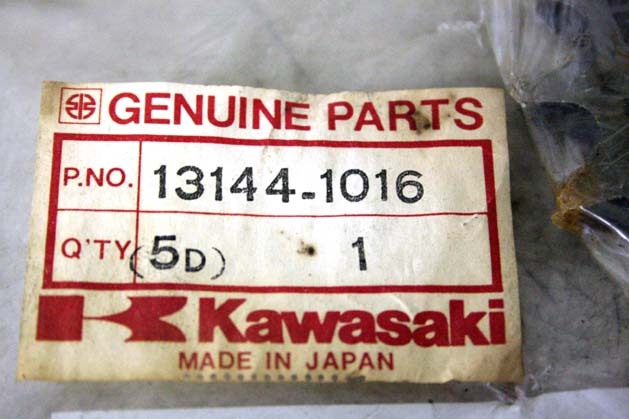 GENUINE PARTS
P.NO. 13144-1016
Q'TY (5D) 1
Kawasaki
MADE IN JAPAN